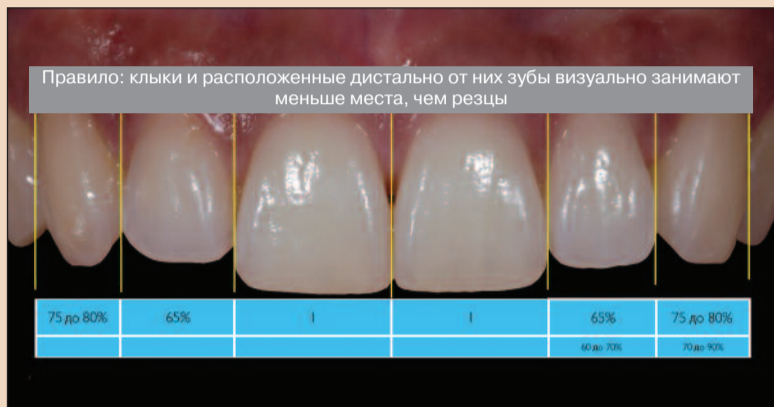 Правило: клыки и расположенные дистально от них зубы визуально занимают
меньше места, чем резцы
75 до 80% 65% I I 65% 75 до 80%
60 до 70% 70 до 90%